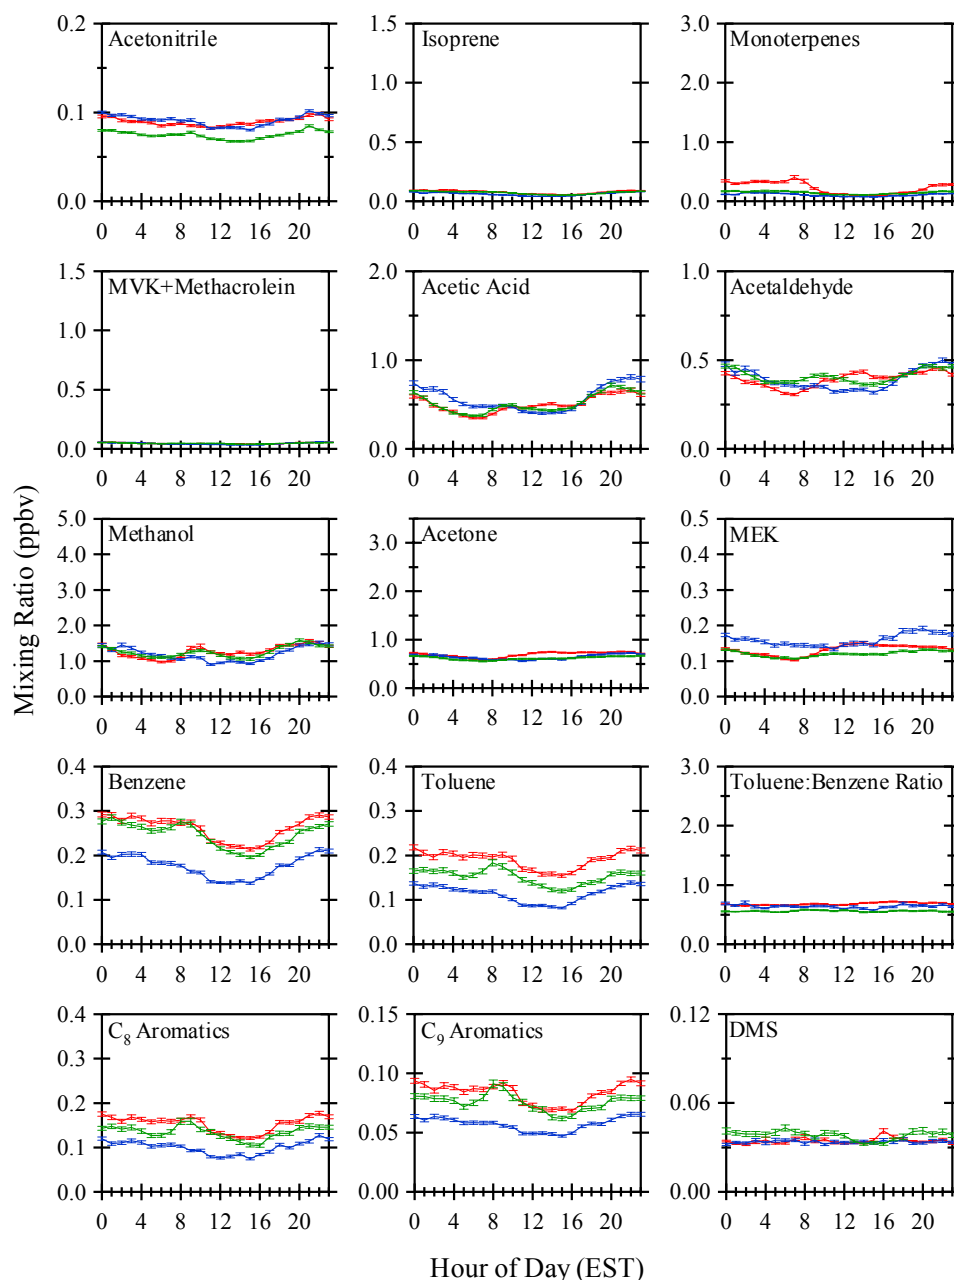 Mixing Ratio (ppbv)
Acetonitrile
0.2
0.1
0.0
0 4 8 12 16 20
Isoprene
1.5
1.0
0.5
0.0
0 4 8 12 16 20
Monoterpenes
3.0
2.0
1.0
0.0
0 4 8 12 16 20
MVK+Methacrolein
1.5
1.0
0.5
0.0
0 4 8 12 16 20
Acetic Acid
2.0
1.0
0.0
0 4 8 12 16 20
Acetaldehyde
1.0
0.5
0.0
0 4 8 12 16 20
Methanol
5.0
4.0
3.0
2.0
1.0
0.0
0 4 8 12 16 20
Acetone
3.0
2.0
1.0
0.0
0 4 8 12 16 20
MEK
0.5
0.4
0.3
0.2
0.1
0.0
0 4 8 12 16 20
Benzene
0.4
0.3
0.2
0.1
0.0
0 4 8 12 16 20
Toluene
0.4
0.3
0.2
0.1
0.0
0 4 8 12 16 20
Toluene:Benzene Ratio
3.0
2.0
1.0
0.0
0 4 8 12 16 20
C8 Aromatics
0.4
0.3
0.2
0.1
0.0
0 4 8 12 16 20
C9 Aromatics
0.15
0.10
0.05
0.00
0 4 8 12 16 20
DMS
0.12
0.06
0.00
0 4 8 12 16 20
Hour of Day (EST)